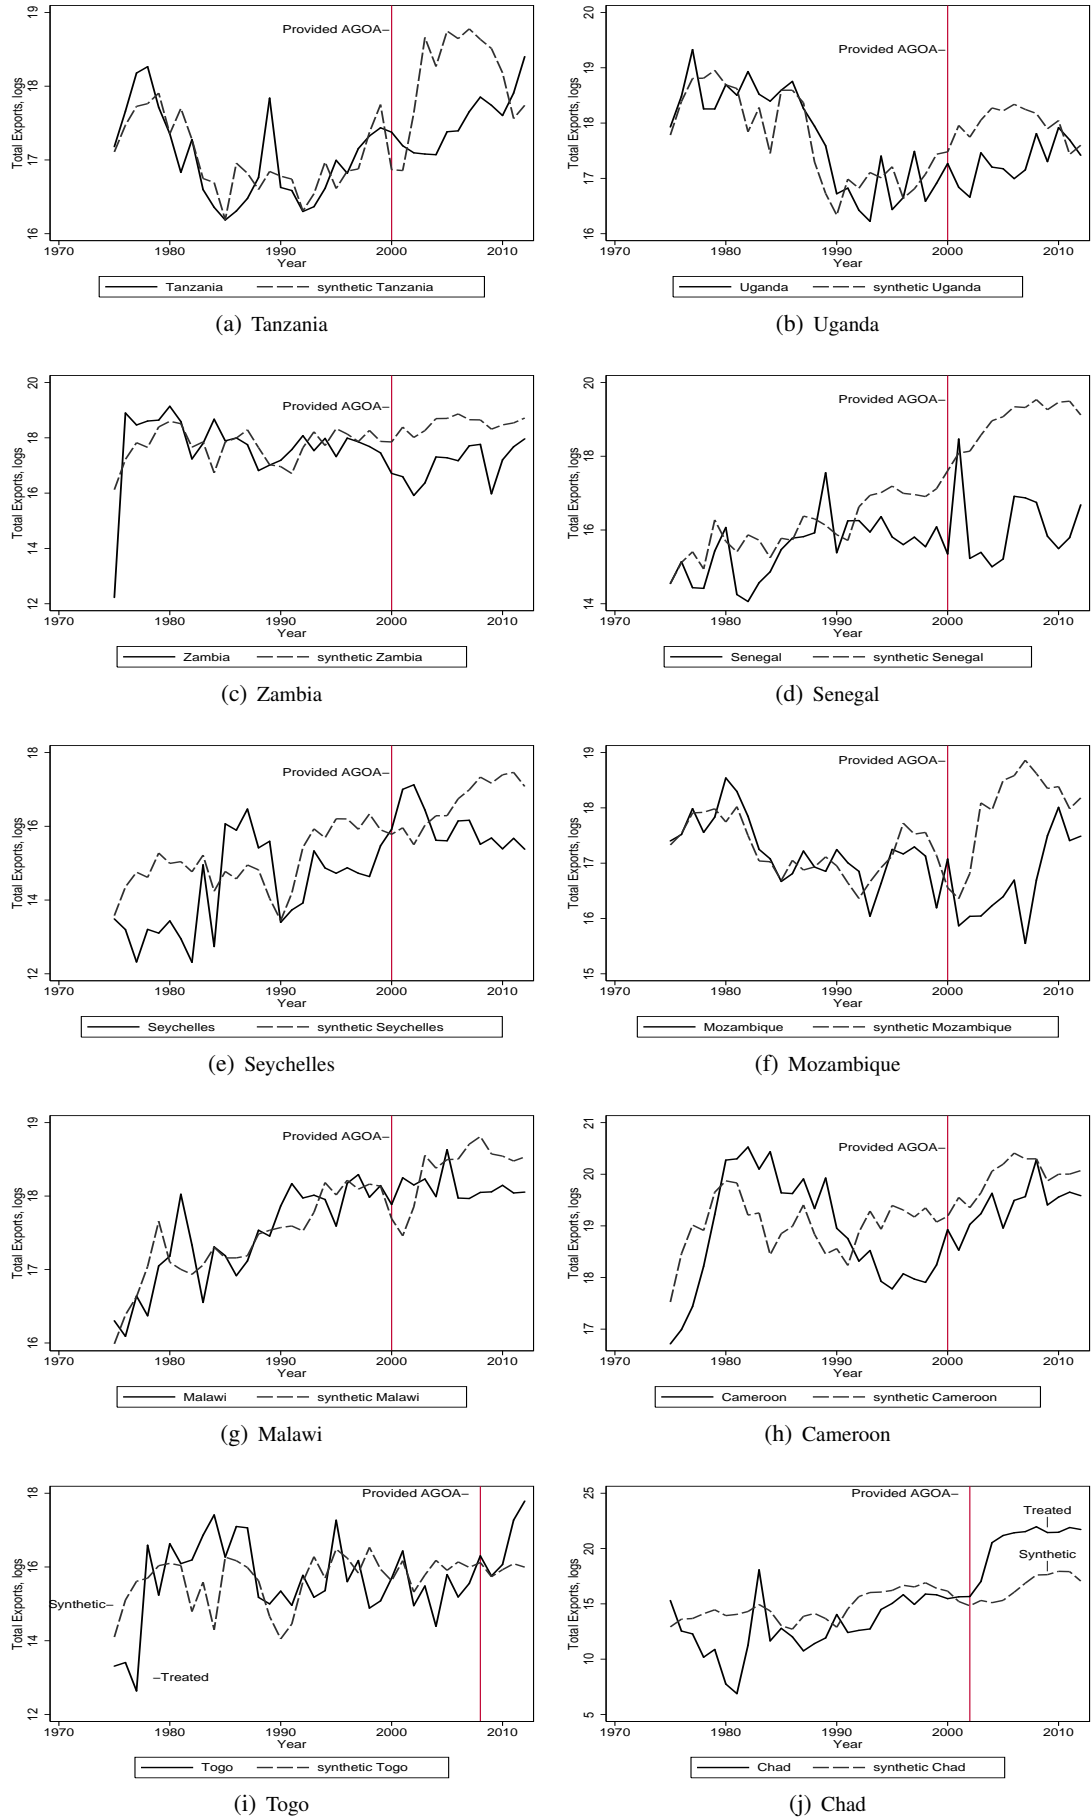 19
18
17
16
Total Exports, logs
Provided AGOA–
1970 1980 1990 2000 2010
Year
Tanzania synthetic Tanzania
(a) Tanzania
20
19
18
17
16
Total Exports, logs
Provided AGOA–
1970 1980 1990 2000 2010
Year
Uganda synthetic Uganda
(b) Uganda
20
18
16
14
12
Total Exports, logs
Provided AGOA–
1970 1980 1990 2000 2010
Year
Zambia synthetic Zambia
(c) Zambia
20
18
16
14
Total Exports, logs
Provided AGOA–
1970 1980 1990 2000 2010
Year
Senegal synthetic Senegal
(d) Senegal
18
16
14
12
Total Exports, logs
Provided AGOA–
1970 1980 1990 2000 2010
Year
Seychelles synthetic Seychelles
(e) Seychelles
19
18
17
16
15
Total Exports, logs
Provided AGOA–
1970 1980 1990 2000 2010
Year
Mozambique synthetic Mozambique
(f) Mozambique
19
18
17
16
Total Exports, logs
Provided AGOA–
1970 1980 1990 2000 2010
Year
Malawi synthetic Malawi
(g) Malawi
21
20
19
18
17
Total Exports, logs
Provided AGOA–
1970 1980 1990 2000 2010
Year
Cameroon synthetic Cameroon
(h) Cameroon
18
16
14
12
Total Exports, logs
Provided AGOA–
Synthetic–
–Treated
1970 1980 1990 2000 2010
Year
Togo synthetic Togo
(i) Togo
25
20
15
10
5
Total Exports, logs
Provided AGOA–
Treated
Synthetic
1970 1980 1990 2000 2010
Year
Chad synthetic Chad
(j) Chad